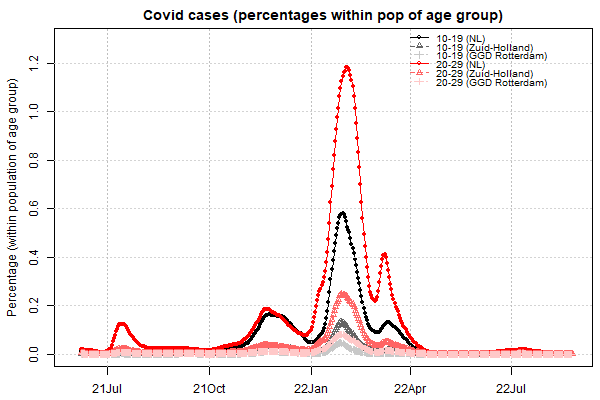 Covid cases (percentages within pop of age group)
10-19 (NL)
10-19 (Zuid-Holland)
10-19 (GGD Rotterdam)
20-29 (NL)
20-29 (Zuid-Holland)
20-29 (GGD Rotterdam)
Percentage (within population of age group)
1.2
1.0
0.8
0.6
0.4
0.2
0.0
21Jul 21Oct 22Jan 22Apr 22Jul